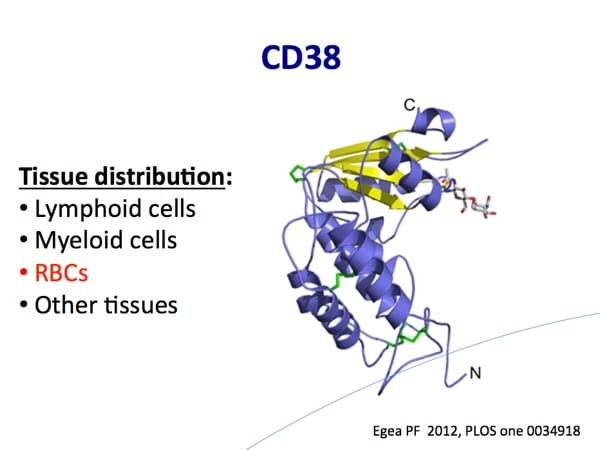 CD38
Tissue distribution:
• Lymphoid cells
• Myeloid cells
• RBCs
• Other tissues
C
N
Egea PF 2012, PLOS one 0034918